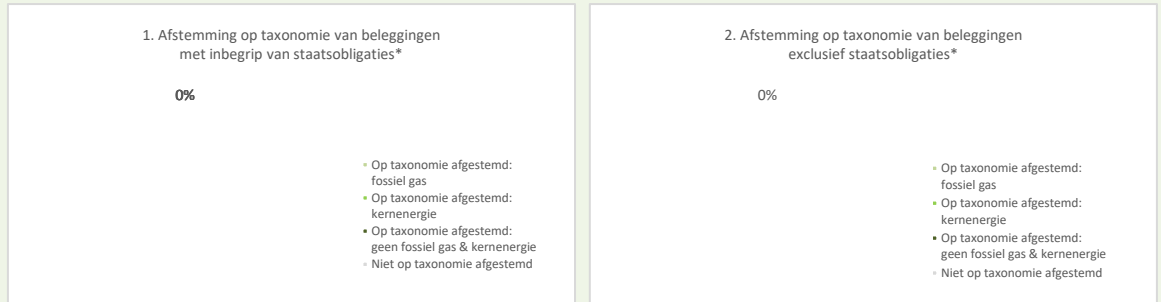 1. Afstemming op taxonomie van beleggingen
met inbegrip van staatsobligaties*
0%
Op taxonomie afgestemd:
fossiel gas
Op taxonomie afgestemd:
kernenergie
Op taxonomie afgestemd:
geen fossiel gas & kernenergie
Niet op taxonomie afgestemd
2. Afstemming op taxonomie van beleggingen
exclusief staatsobligaties*
0%
Op taxonomie afgestemd:
fossiel gas
Op taxonomie afgestemd:
kernenergie
Op taxonomie afgestemd:
geen fossiel gas & kernenergie
Niet op taxonomie afgestemd